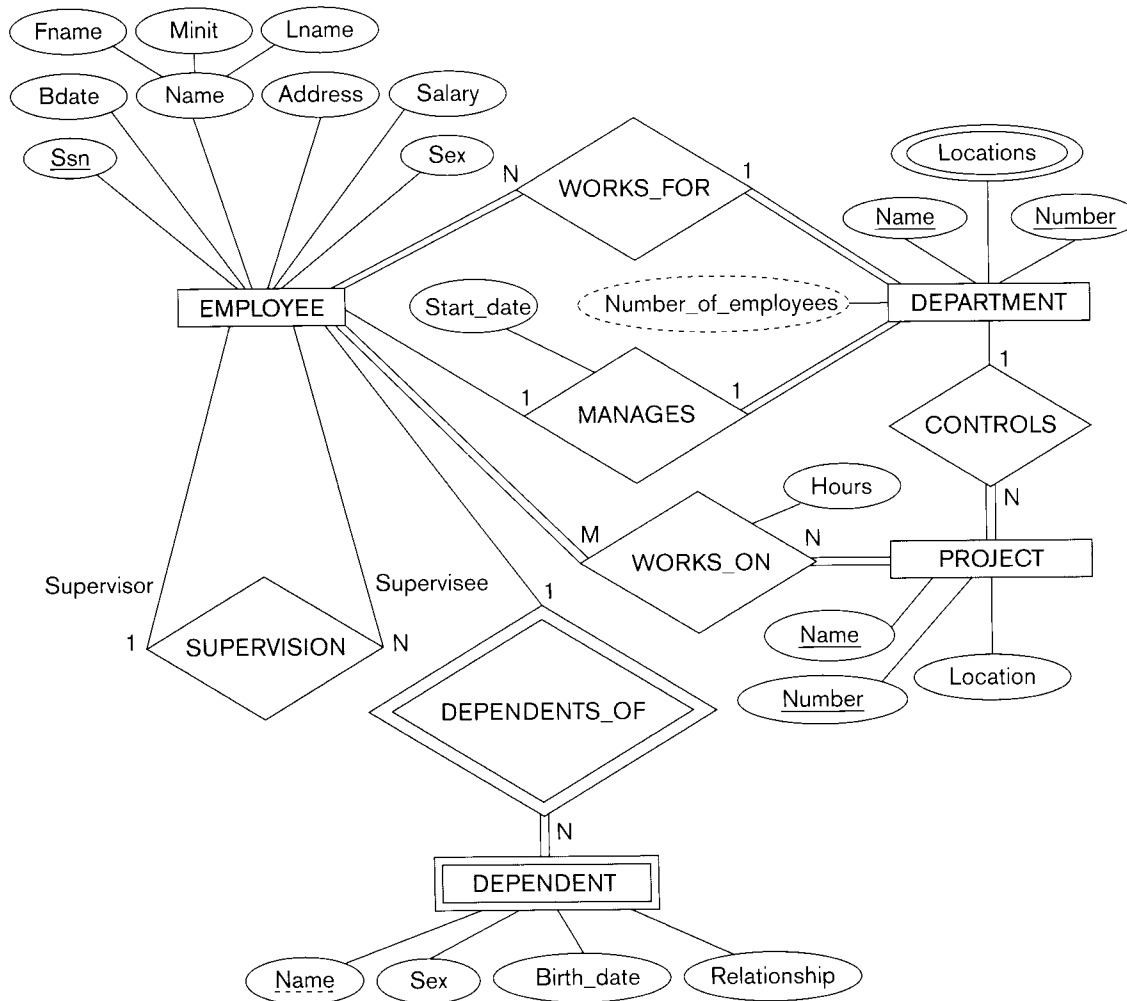 Fname
Minit
Lname
Bdate
Name
Address
Salary
Ssn
Sex
N
WORKS_FOR
1
Locations
Name
Number
EMPLOYEE
Start_date
Number_of_employees
DEPARTMENT
1
MANAGES
1
1
CONTROLS
N
Hours
M
WORKS_ON
N
PROJECT
Supervisor
Supervisee
1
SUPERVISION
N
1
Name
Number
Location
DEPENDENTS_OF
N
DEPENDENT
Name
Sex
Birth_date
Relationship